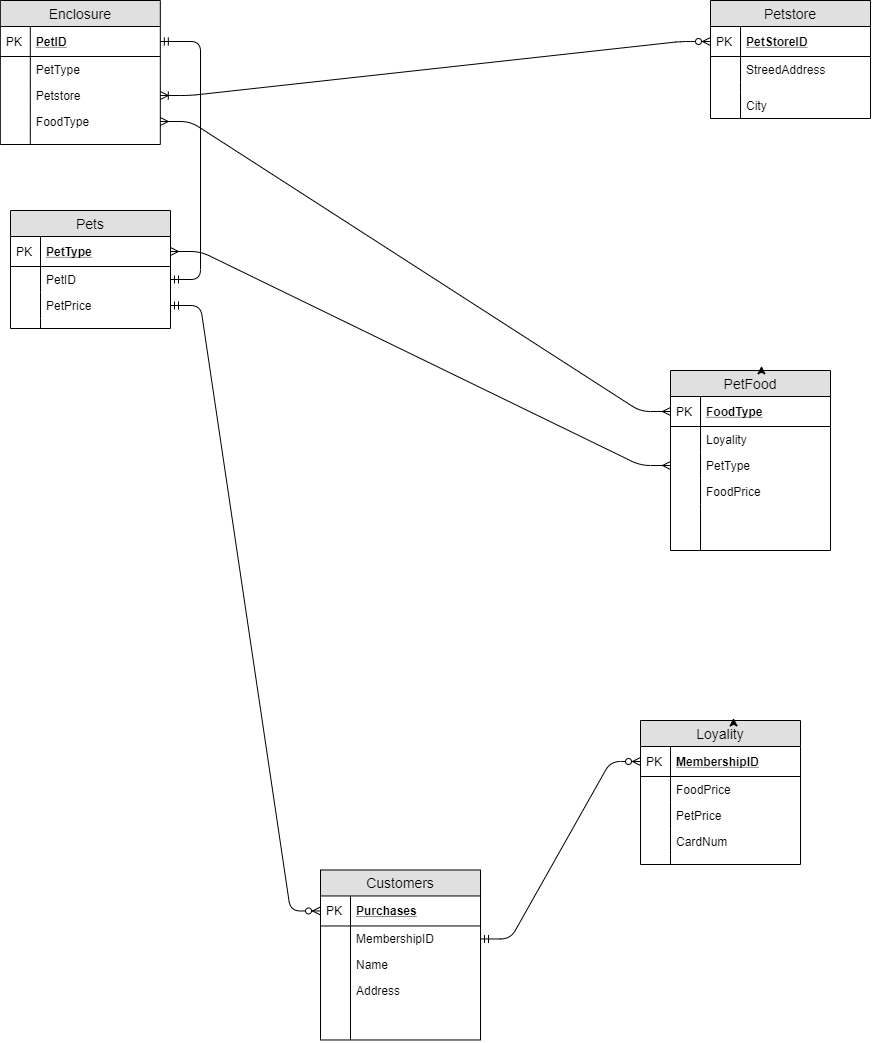 Enclosure
PK PetID
PetType
Petstore
FoodType
Petstore
PK PetStoreID
StreedAddress
City
Pets
PK PetType
PetID
PetPrice
PetFood
PK FoodType
Loyality
PetType
FoodPrice
Loyality
PK MembershipID
FoodPrice
PetPrice
CardNum
Customers
PK Purchases
MembershipID
Name
Address